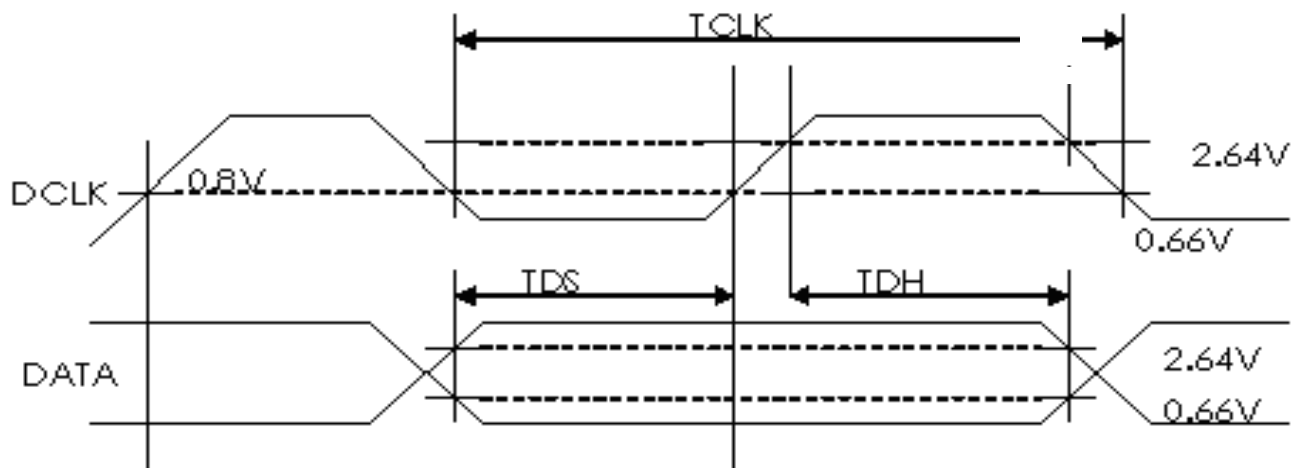 TCLK
2.64V
0.8V
DCLK
0.66V
TDS
TDH
2.64V
DATA
0.66V